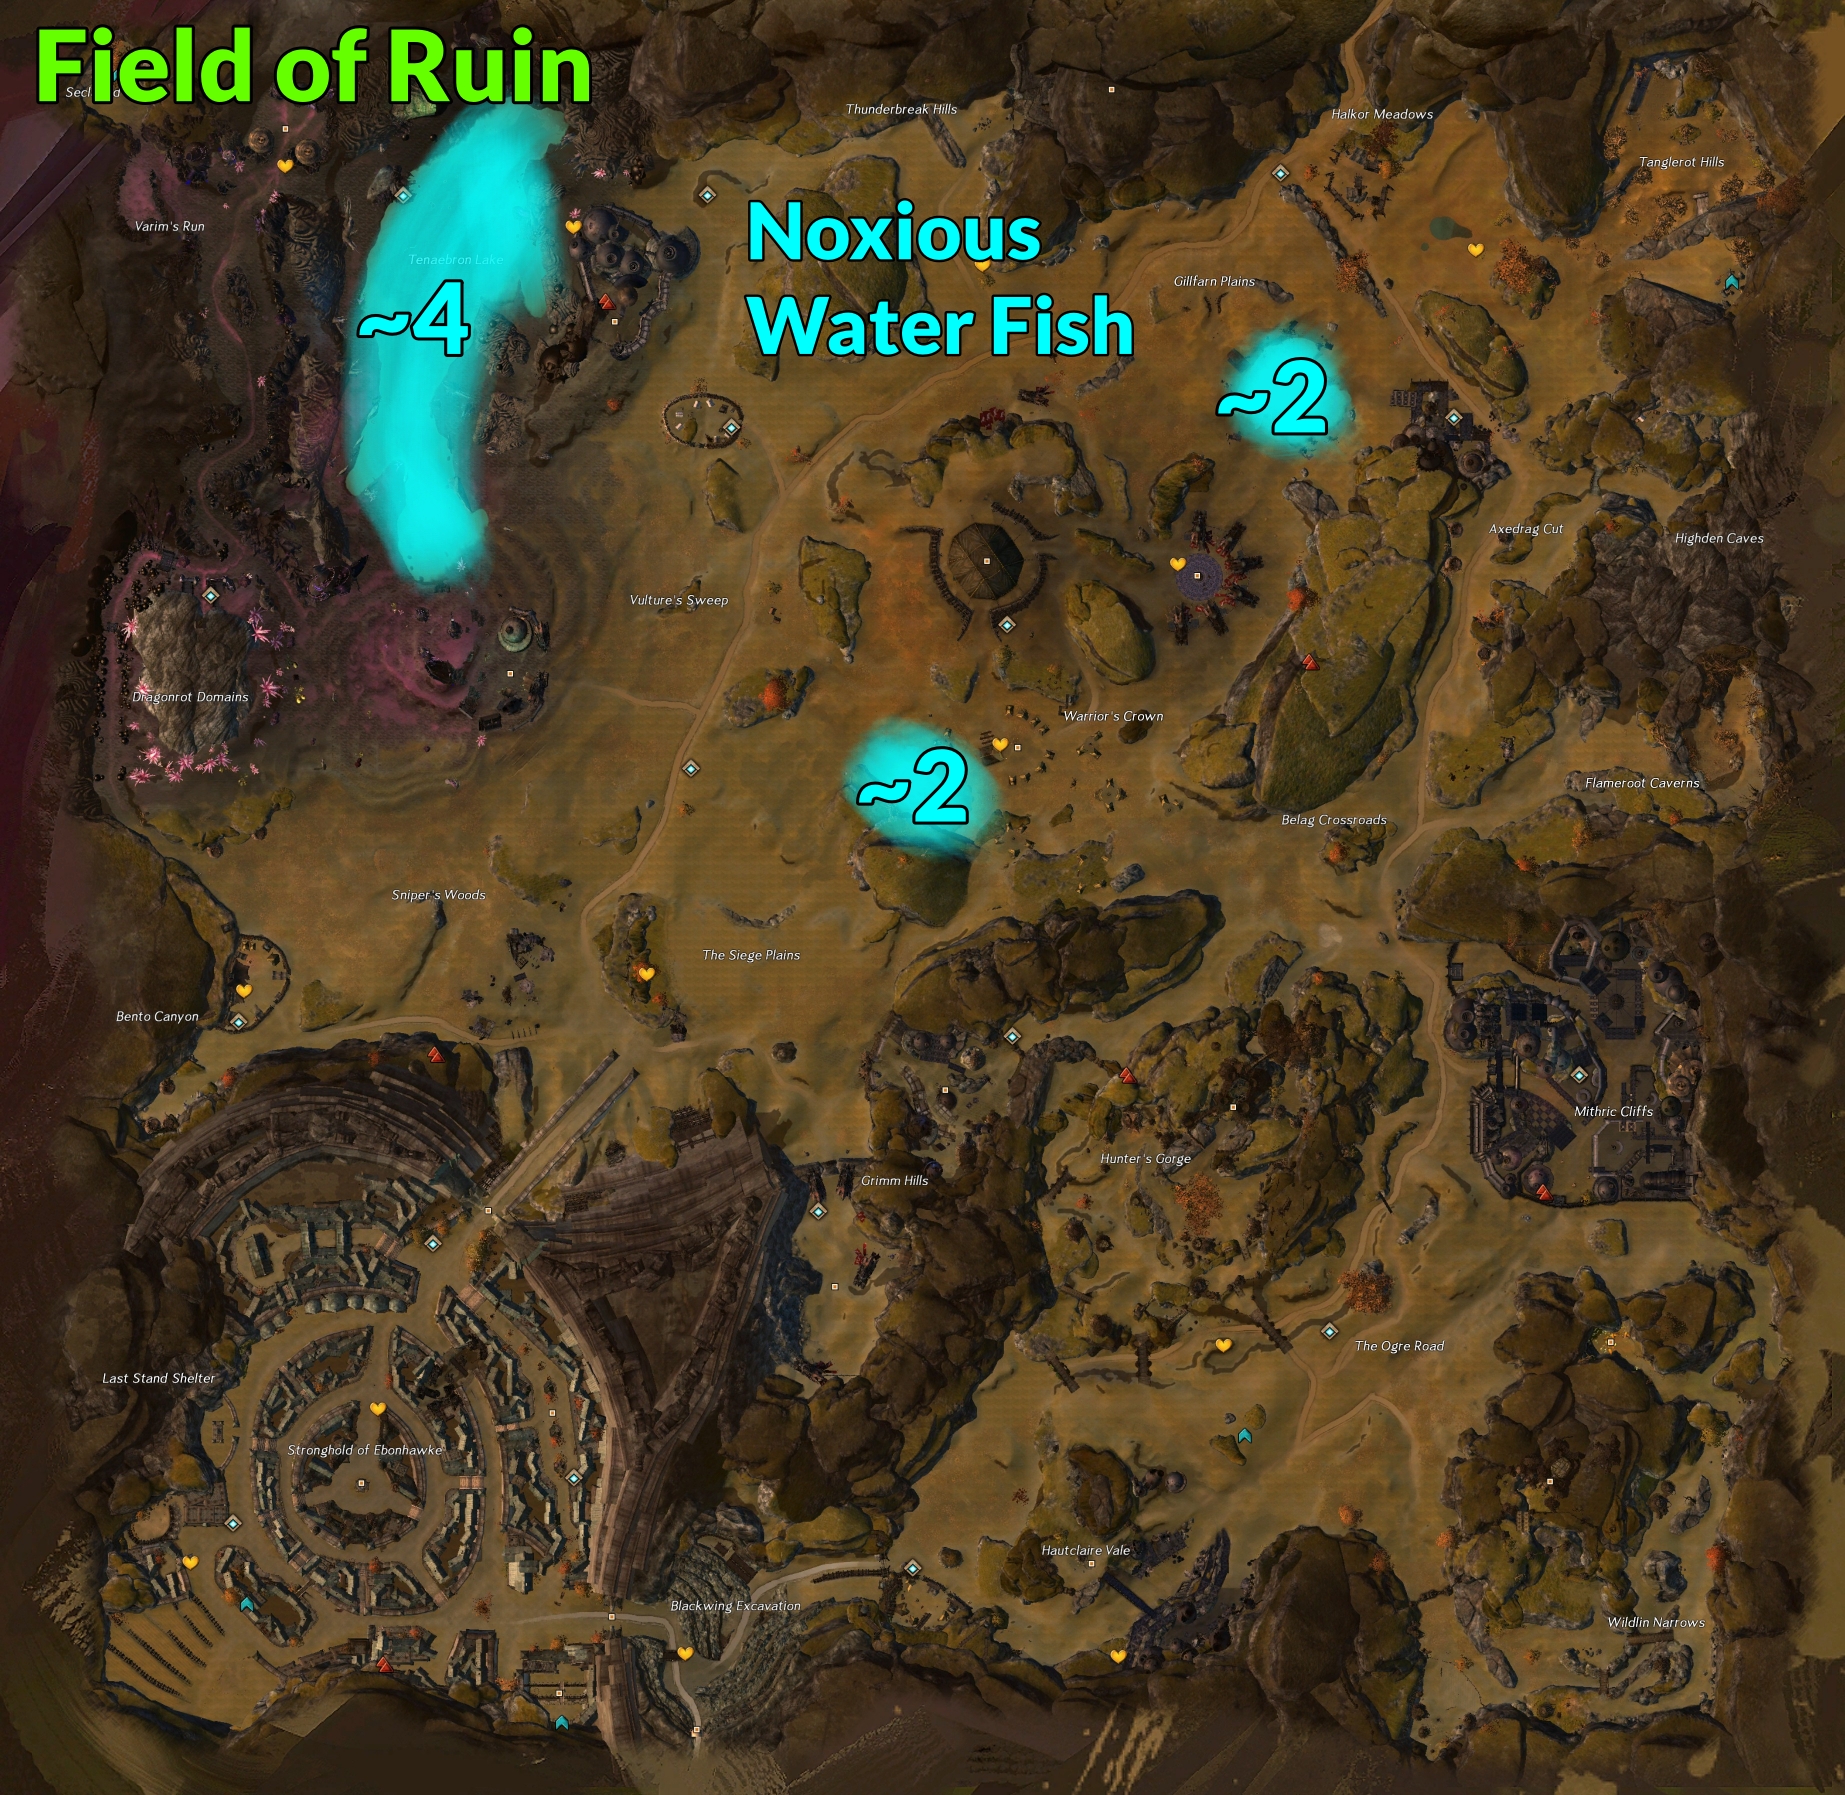 Field of Ruin
Thunderbreak Hills
Halkor Meadows
Tanglerot Hills
Varim's Run
Tenaebron Lake
Noxious
Water Fish
Gillfarn Plains
~4
~2
Axedrag Cut
Highden Caves
Vulture's Sweep
Dragonrot Domains
Warrior's Crown
~2
Flameroot Caverns
Belag Crossroads
Sniper's Woods
The Siege Plains
Bento Canyon
Mithric Cliffs
Hunter's Gorge
Grimm Hills
The Ogre Road
Last Stand Shelter
Stronghold of Ebonhawke
Hautclaire Vale
Blackwing Excavation
Wildlin Narrows